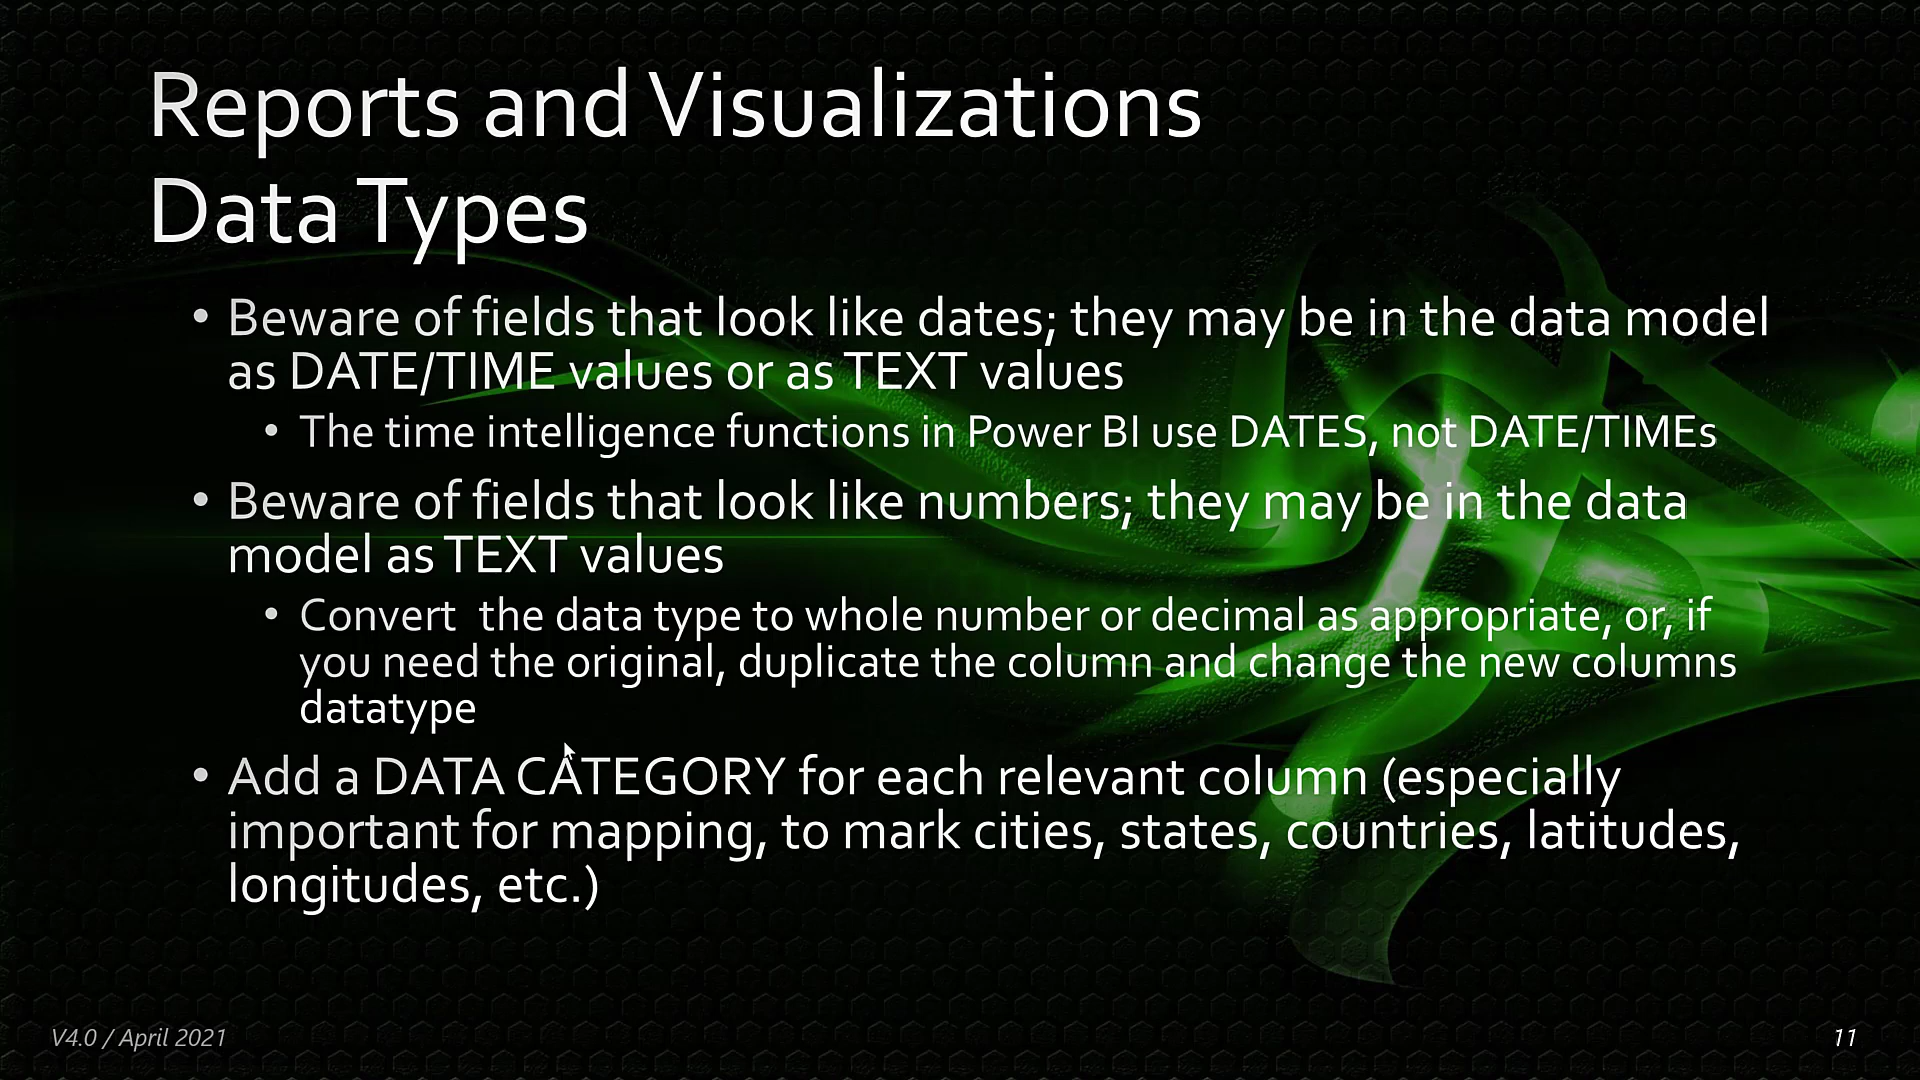 Reports and Visualizations
Data Types
• Beware of fields that look like dates; they may be in the data model
as DATE/TIME values or as TEXT values
• The time intelligence functions in Power BI use DATES, not DATE/TIMEs
• Beware of fields that look like numbers; they may be in the data
model as TEXT values
• Convert  the data type to whole number or decimal as appropriate, or, if
you need the original, duplicate the column and change the new columns
datatype
• Add a DATA CATEGORY for each relevant column (especially
important for mapping, to mark cities, states, countries, latitudes,
longitudes, etc.)
V4.0 / April 2021
11